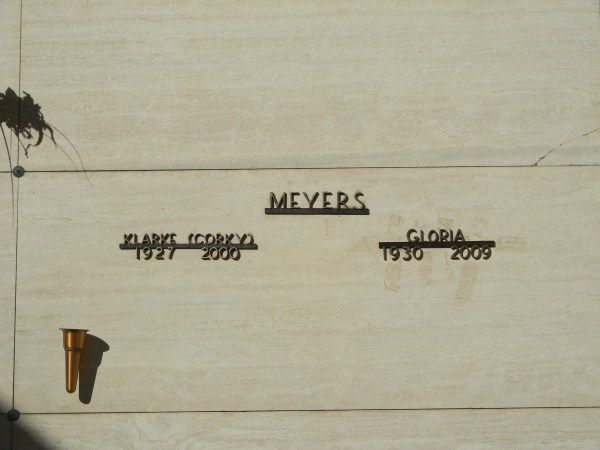 MEYERS
KLARKE (CORKY)
1927 2000
GLORIA
1930 2009